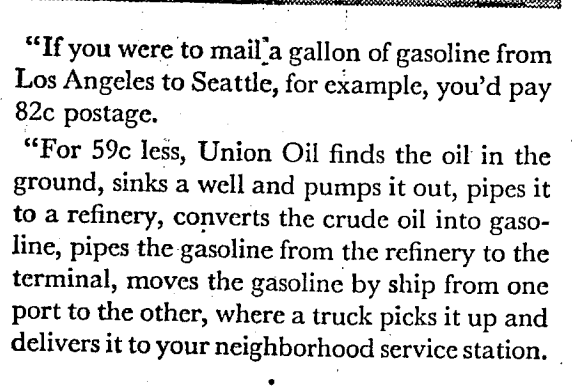 “If you were to mail a gallon of gasoline from
Los Angeles to Seattle, for example, you’d pay
82c postage.
“For 59c less, Union Oil finds the oil in the
ground, sinks a well and pumps it out, pipes it
to a refinery, converts the crude oil into gaso-
line, pipes the gasoline from the refinery to the
terminal, moves the gasoline by ship from one
port to the other, where a truck picks it up and
delivers it to your neighborhood service station.